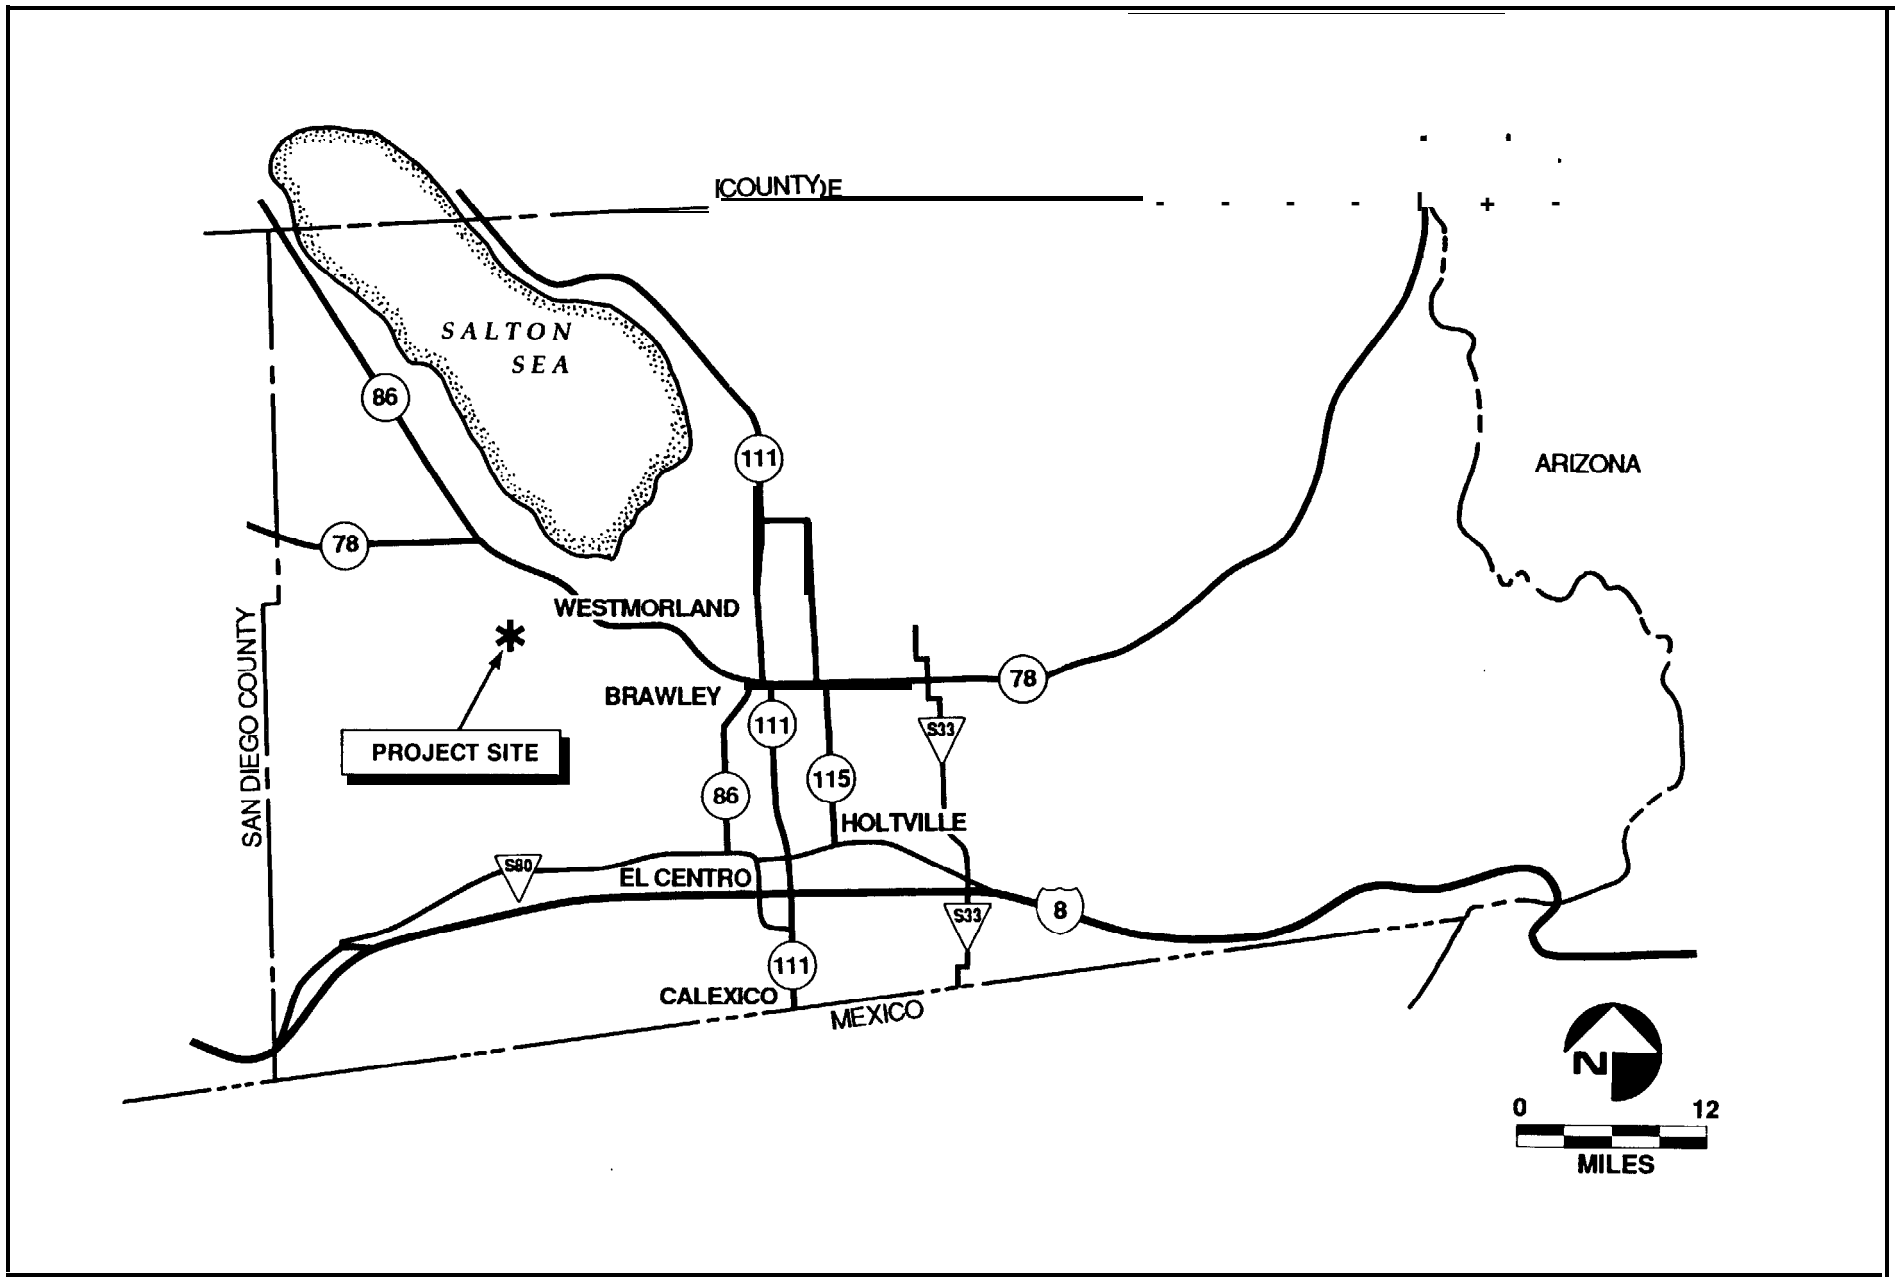 COUNTY
SALTON
SEA
86
111
ARIZONA
78
WESTMORLAND
SAN DIEGO COUNTY
78
BRAWLEY
111
S33
PROJECT SITE
115
86
HOLTVILLE
S80
EL CENTRO
8
S33
111
CALEXICO
MEXICO
N
0 12
MILES